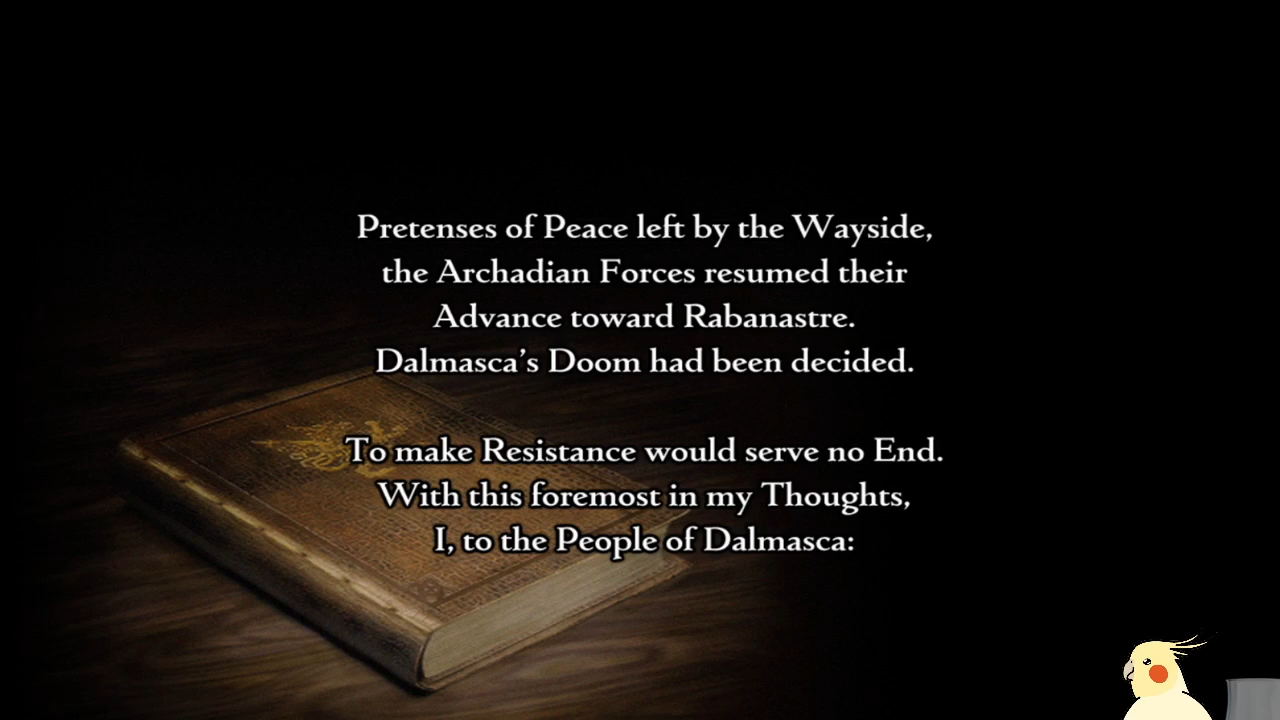 Pretenses of Peace left by the Wayside,
the Archadian Forces resumed their
Advance toward Rabanastre.
Dalmasca's Doom had been decided.
To make Resistance would serve no End.
With this foremost in my Thoughts,
I, to the People of Dalmasca: